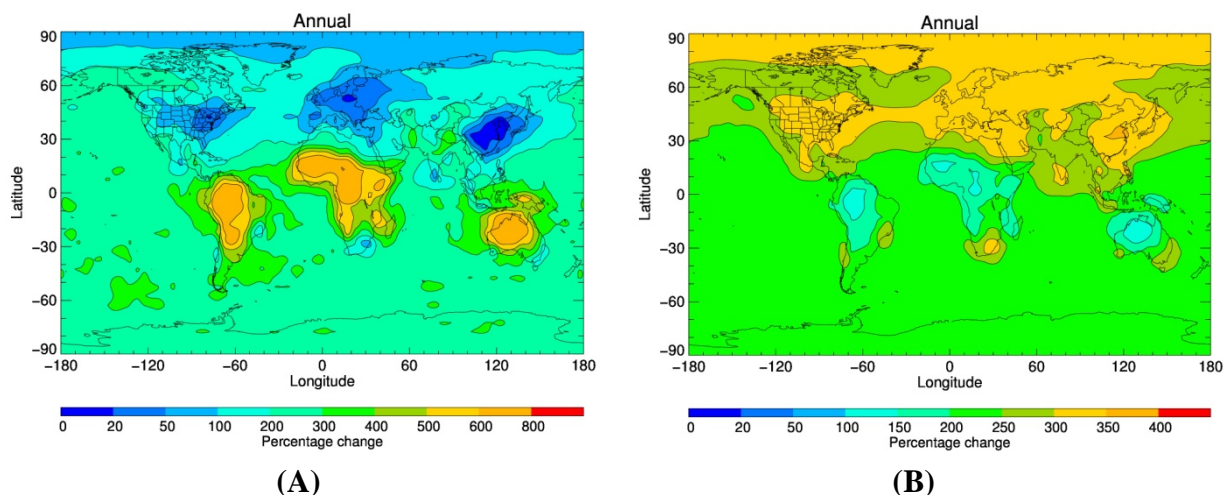 Annual
90
60
30
0
−30
−60
−90
Latitude
−180 −120 −60 0 60 120 180
Longitude
0 20 50 100 200 300 400 500 600 800
Percentage change
(A)
Annual
90
60
30
0
−30
−60
−90
Latitude
−180 −120 −60 0 60 120 180
Longitude
0 20 50 100 150 200 250 300 350 400
Percentage change
(B)